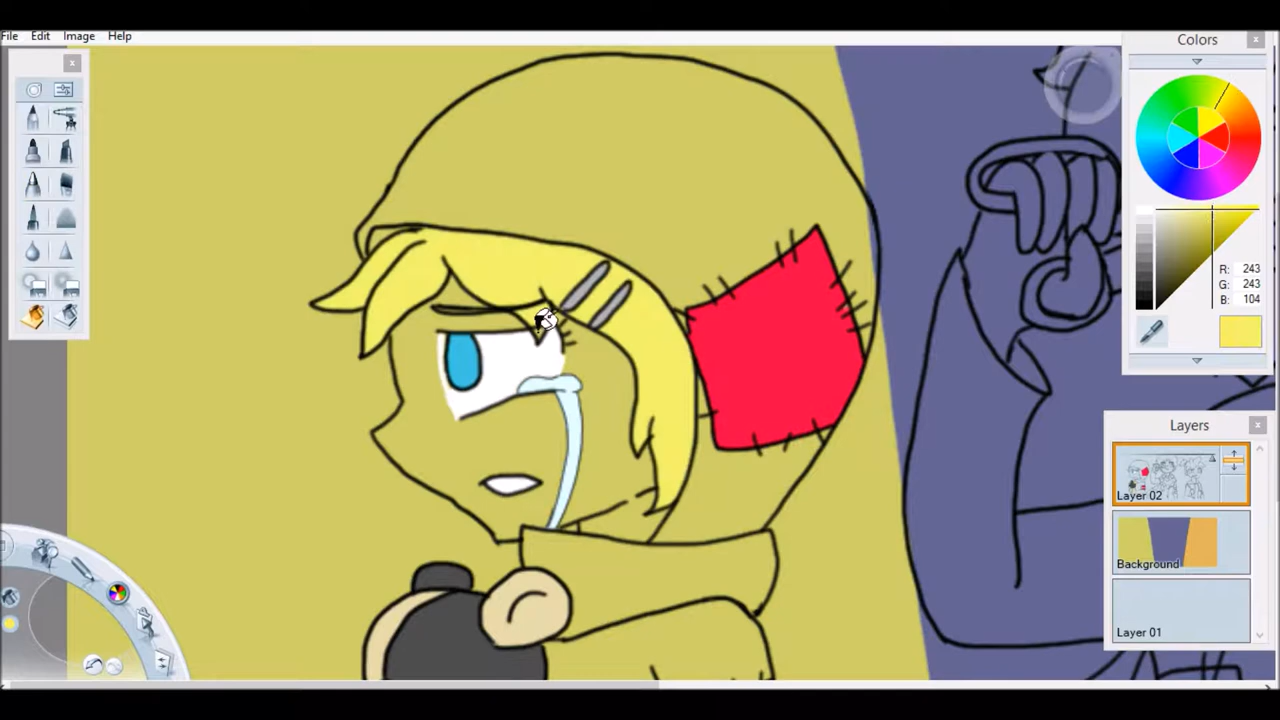 File Edit Image Help
Colors
R: 243
G: 243
B: 104
Layers
Layer 02
Background
Layer 01